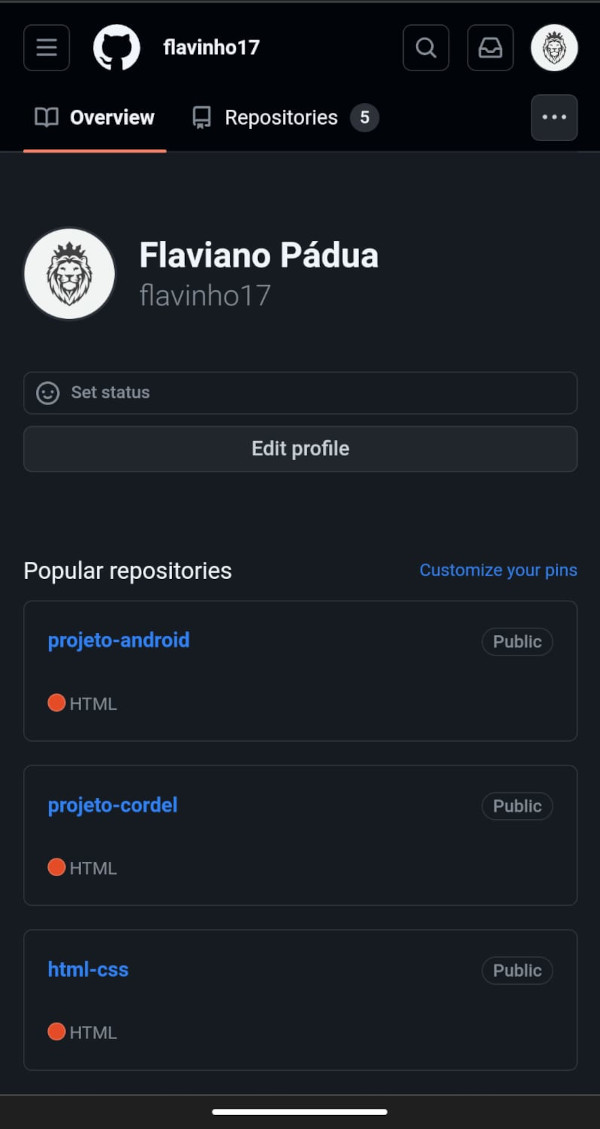 flavinho17
Overview Repositories 5
Flaviano Pádua
flavinho17
Set status
Edit profile
Popular repositories Customize your pins
projeto-android Public
HTML
projeto-cordel Public
HTML
html-css Public
HTML